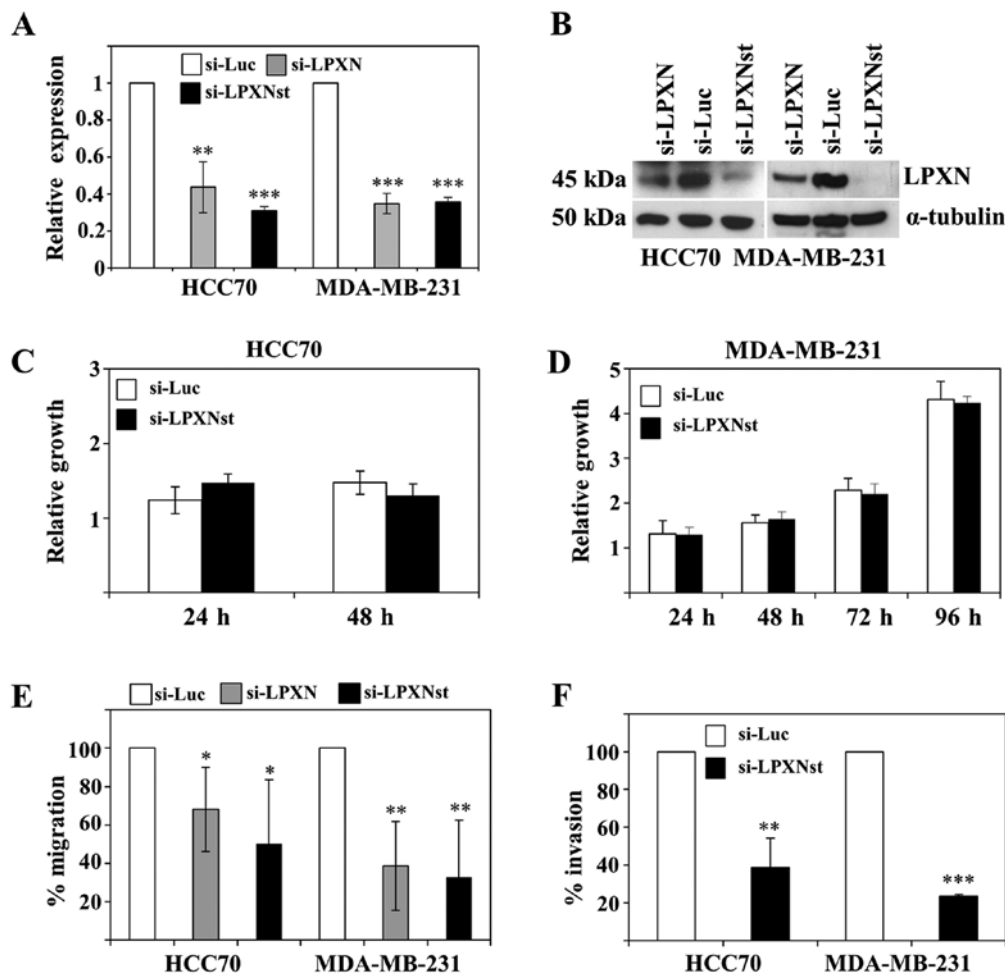 A
Relative expression
1
0.8
0.6
0.4
0.2
0
si-Luc si-LPXN
si-LPXNst
** *** *** ***
HCC70 MDA-MB-231
B
si-LPXN si-Luc si-LPXNst si-LPXN si-Luc si-LPXNst
45 kDa LPXN
50 kDa α-tubulin
HCC70 MDA-MB-231
C
HCC70
Relative growth
3
2
1
si-Luc
si-LPXNst
24 h 48 h
D
MDA-MB-231
Relative growth
5
4
3
2
1
si-Luc
si-LPXNst
24 h 48 h 72 h 96 h
E
si-Luc si-LPXN si-LPXNst
% migration
100
80
60
40
20
* * ** **
HCC70 MDA-MB-231
F
% invasion
100
80
60
40
20
si-Luc
si-LPXNst
** ***
HCC70 MDA-MB-231